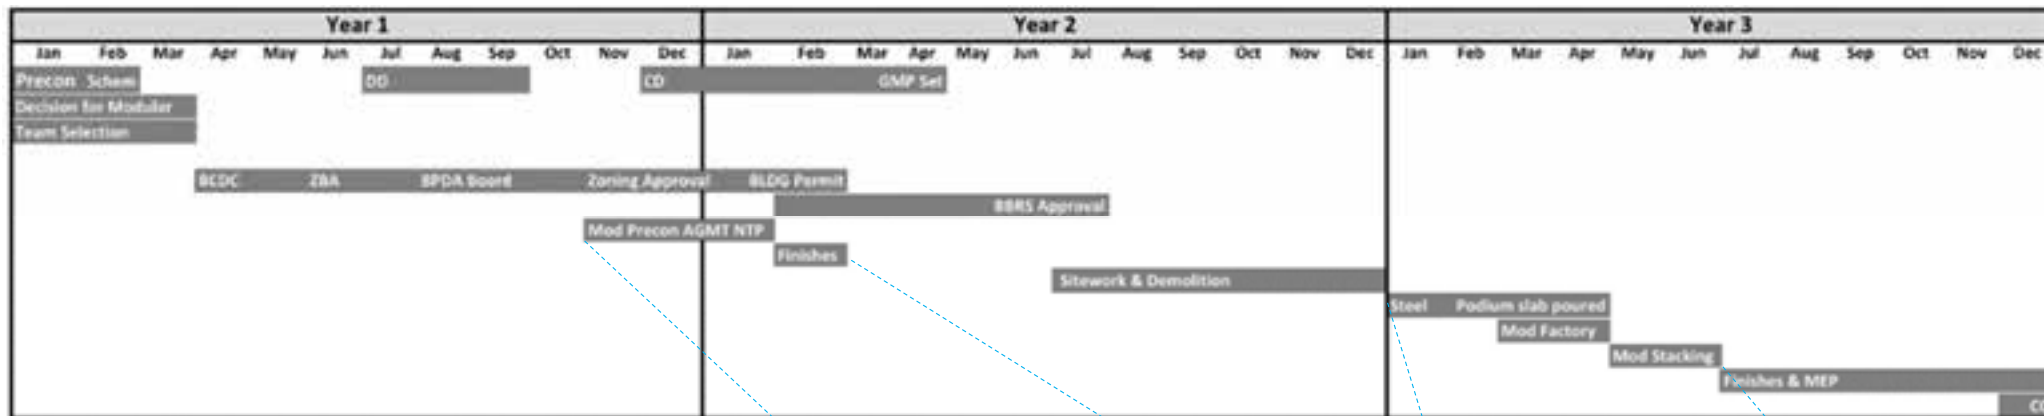 Year 1 Year 2 Year 3
Jan Feb Mar Apr May Jun Jul Aug Sep Oct Nov Dec Jan Feb Mar Apr May Jun Jul Aug Sep Oct Nov Dec Jan Feb Mar Apr May Jun Jul Aug Sep Oct Nov Dec
Precon Schem DD CD GMP Set
Decision for Modular
Team Selection
BCDC ZBA BPDA Board Zoning Approval BLDG Permit
BBRS Approval
Mod Precon AGMT NTP
Finishes
Sitework & Demolition
Steel Podium slab poured
Mod Factory
Mod Stacking
Finishes & MEP